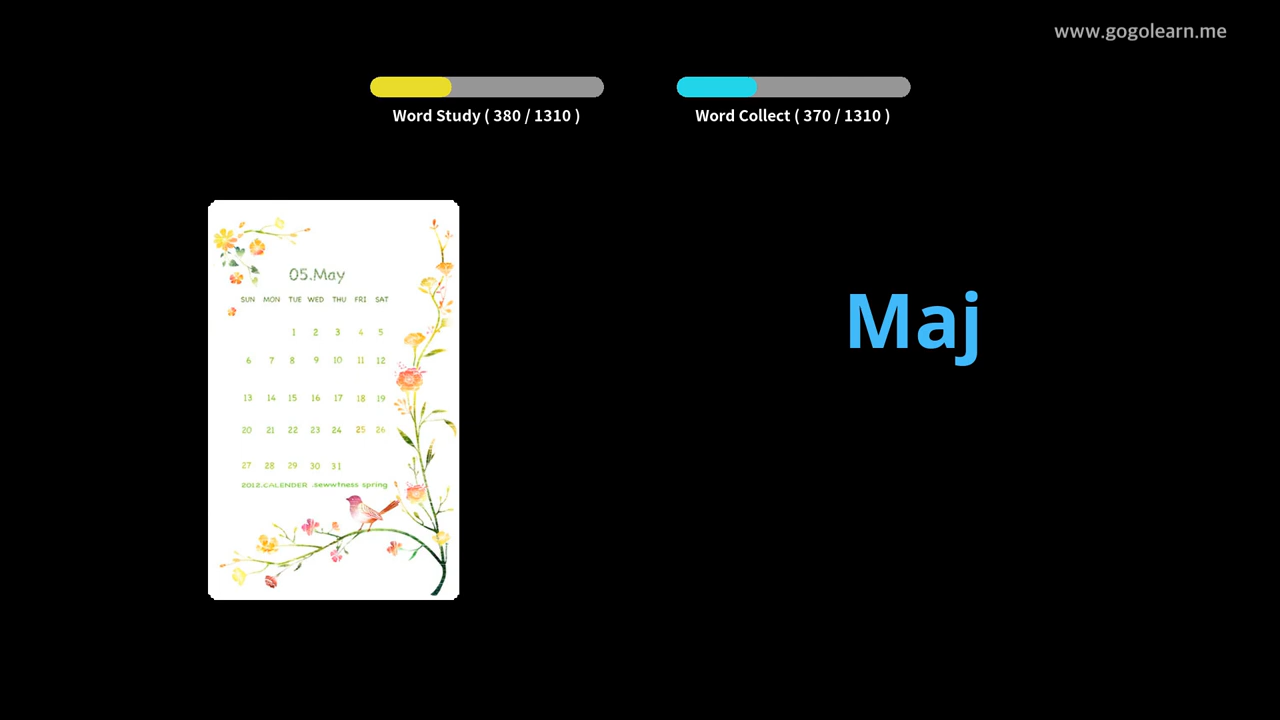 www.gogolearn.me
Word Study ( 380 / 1310 )
Word Collect ( 370 / 1310 )
05.May
SUN MON TUE WED THU FRI SAT
1 2 3 4 5
6 7 8 9 10 11 12
13 14 15 16 17 18 19
20 21 22 23 24 25 26
27 28 29 30 31
2012.CALENDER .sewwtness spring
Maj